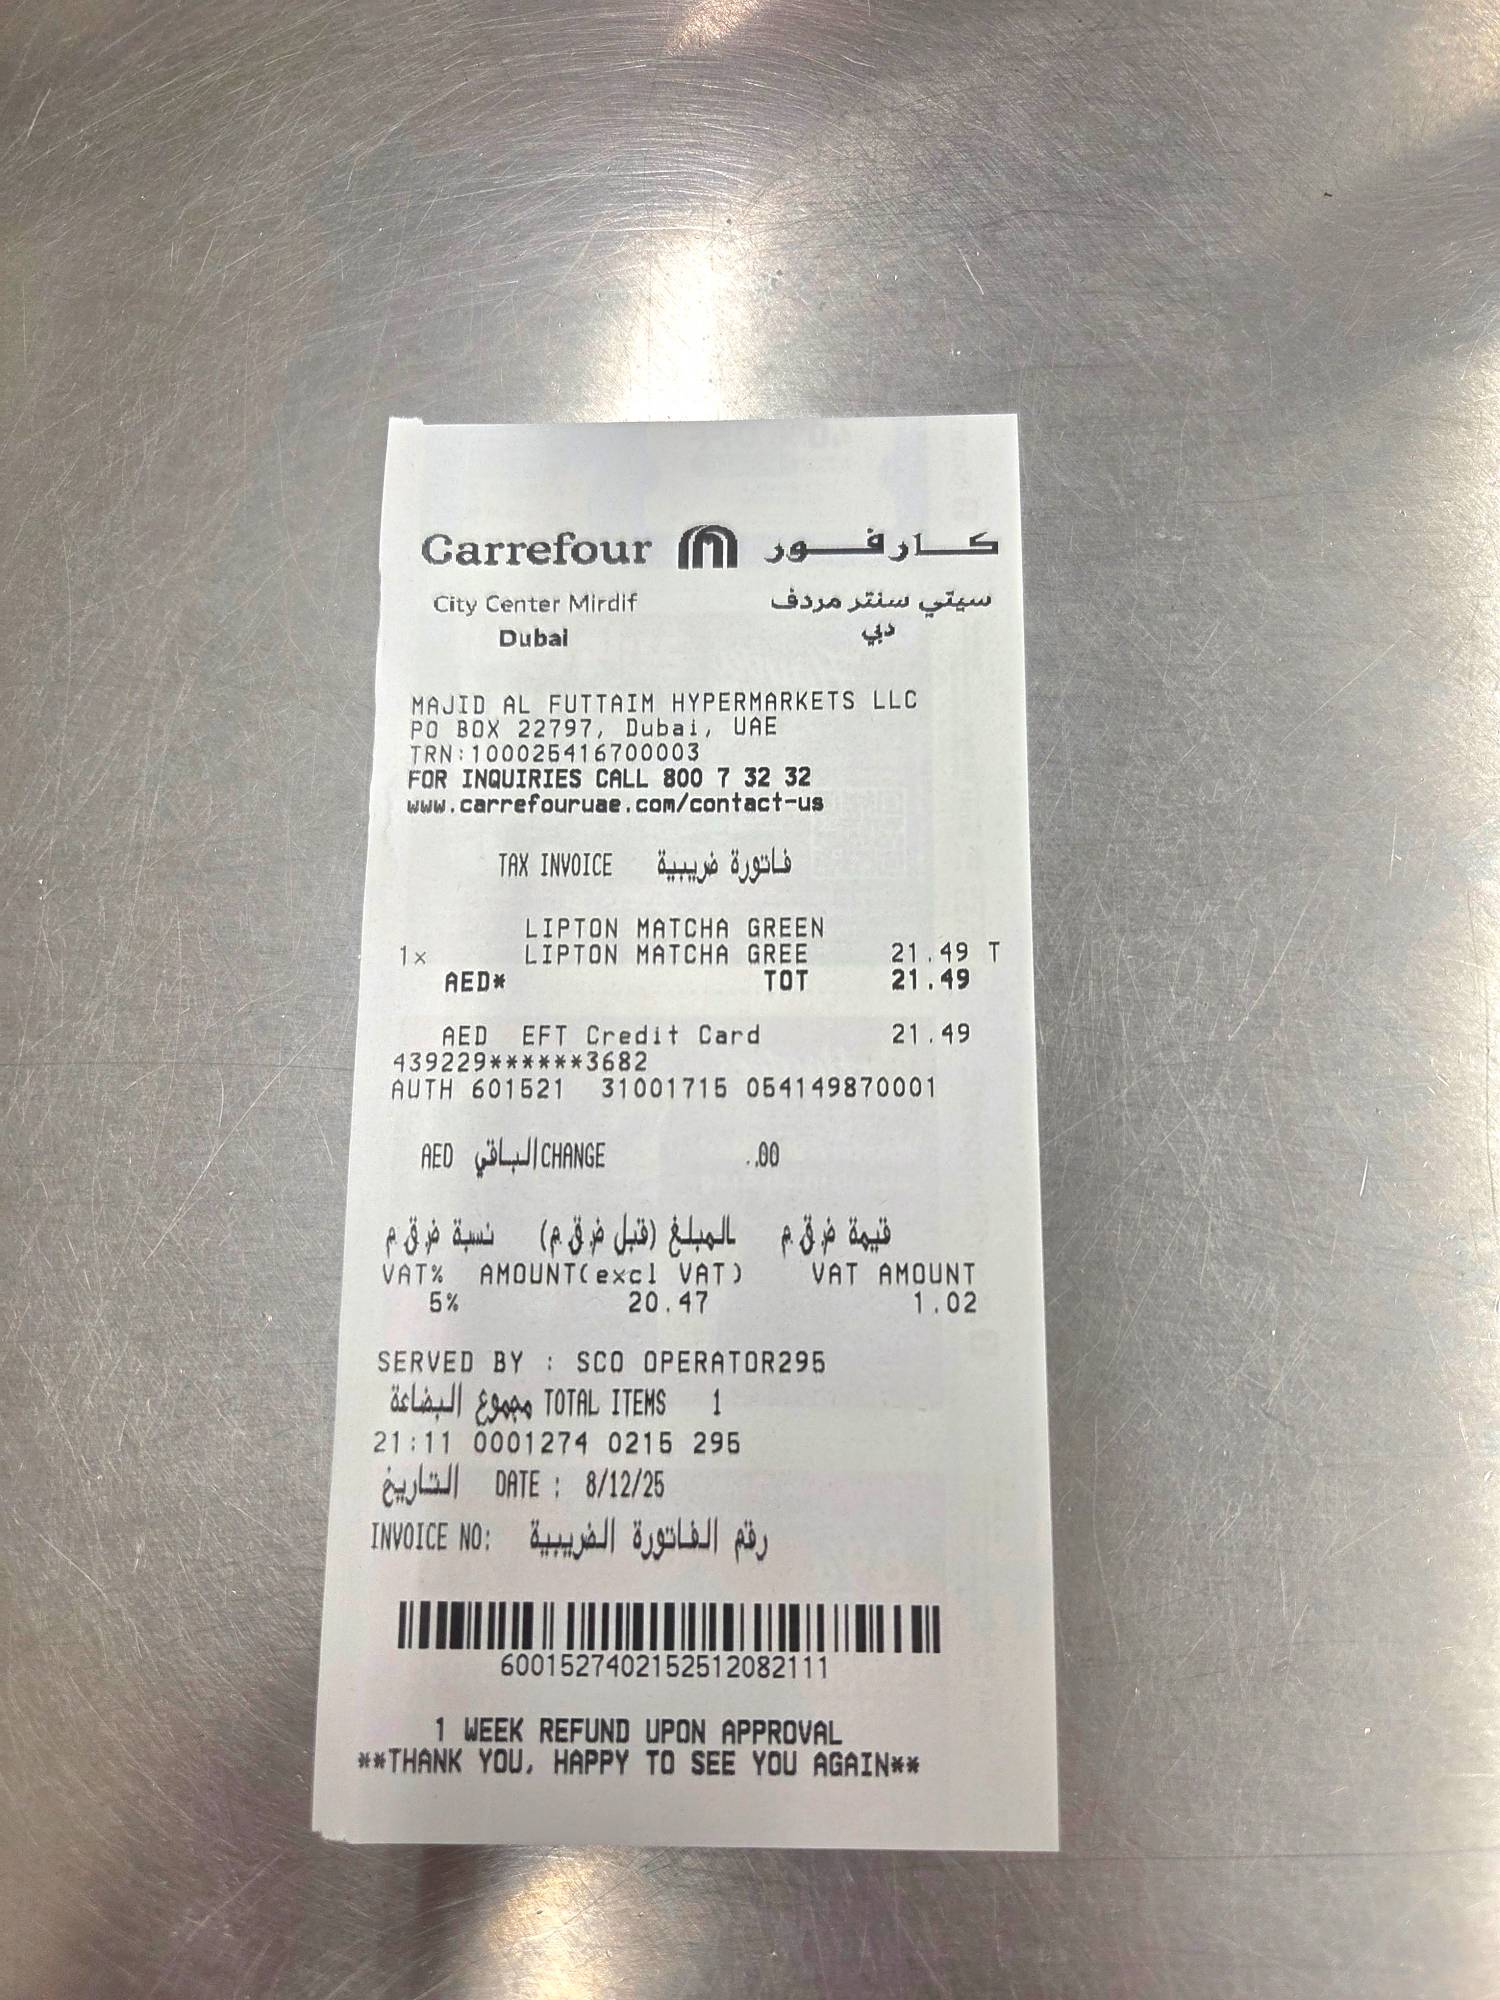 Carrefour كارفور
City Center Mirdif سيتي سنتر مردف
Dubai دبي
MAJID AL FUTTAIM HYPERMARKETS LLC
PO BOX 22797, Dubai, UAE
TRN:100025416700003
FOR INQUIRIES CALL 800 7 32 32
www.carrefouruae.com/contact-us
TAX INVOICE فاتورة ضريبية
LIPTON MATCHA GREEN
1x LIPTON MATCHA GREE 21.49 T
AED* TOT 21.49
AED EFT Credit Card 21.49
439229******3682
AUTH 601521 31001715 054149870001
AED الباقي CHANGE .00
نسبة ض.ق.م المبلغ (قبل ض.ق.م) قيمة ض.ق.م
VAT% AMOUNT(excl VAT) VAT AMOUNT
5% 20.47 1.02
SERVED BY : SCO OPERATOR295
مجموع البضاعة TOTAL ITEMS 1
21:11 0001274 0215 295
التاريخ DATE : 8/12/25
INVOICE NO: رقم الفاتورة الضريبية
6001527402152512082111
1 WEEK REFUND UPON APPROVAL
**THANK YOU, HAPPY TO SEE YOU AGAIN**